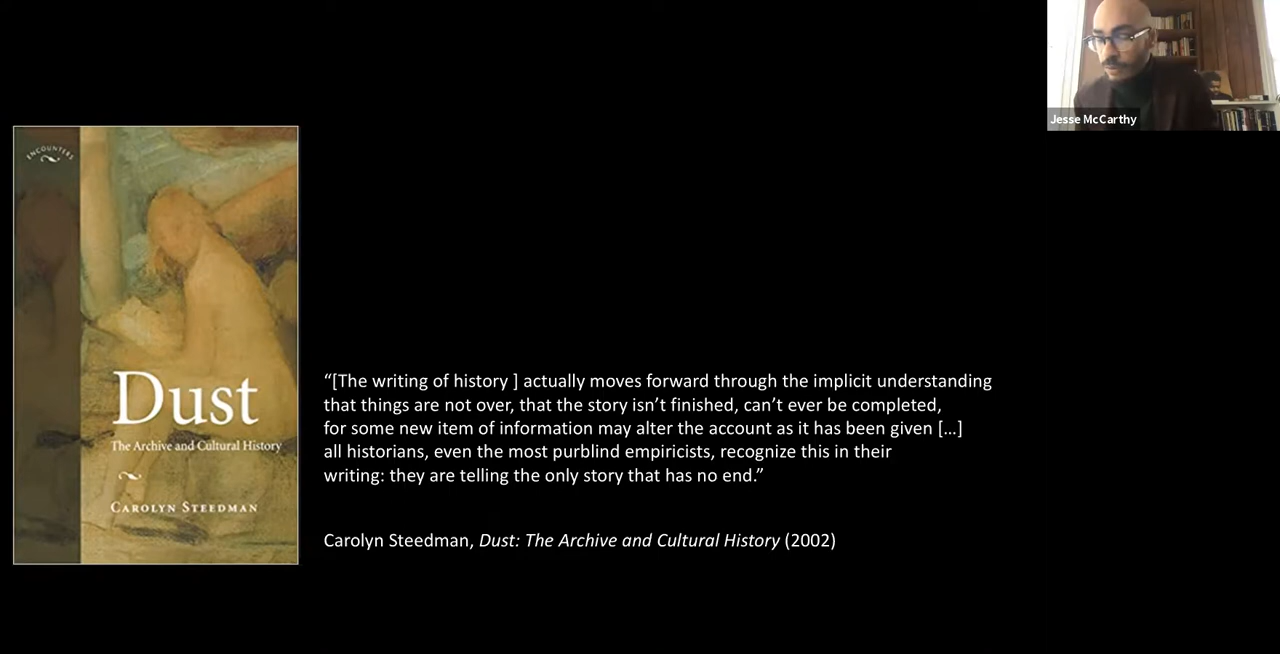 Jesse McCarthy
ENCOUNTERS
Dust
The Archive and Cultural History
CAROLYN STEEDMAN
“[The writing of history ] actually moves forward through the implicit understanding
that things are not over, that the story isn’t finished, can’t ever be completed,
for some new item of information may alter the account as it has been given […]
all historians, even the most purblind empiricists, recognize this in their
writing: they are telling the only story that has no end.”
Carolyn Steedman, Dust: The Archive and Cultural History (2002)